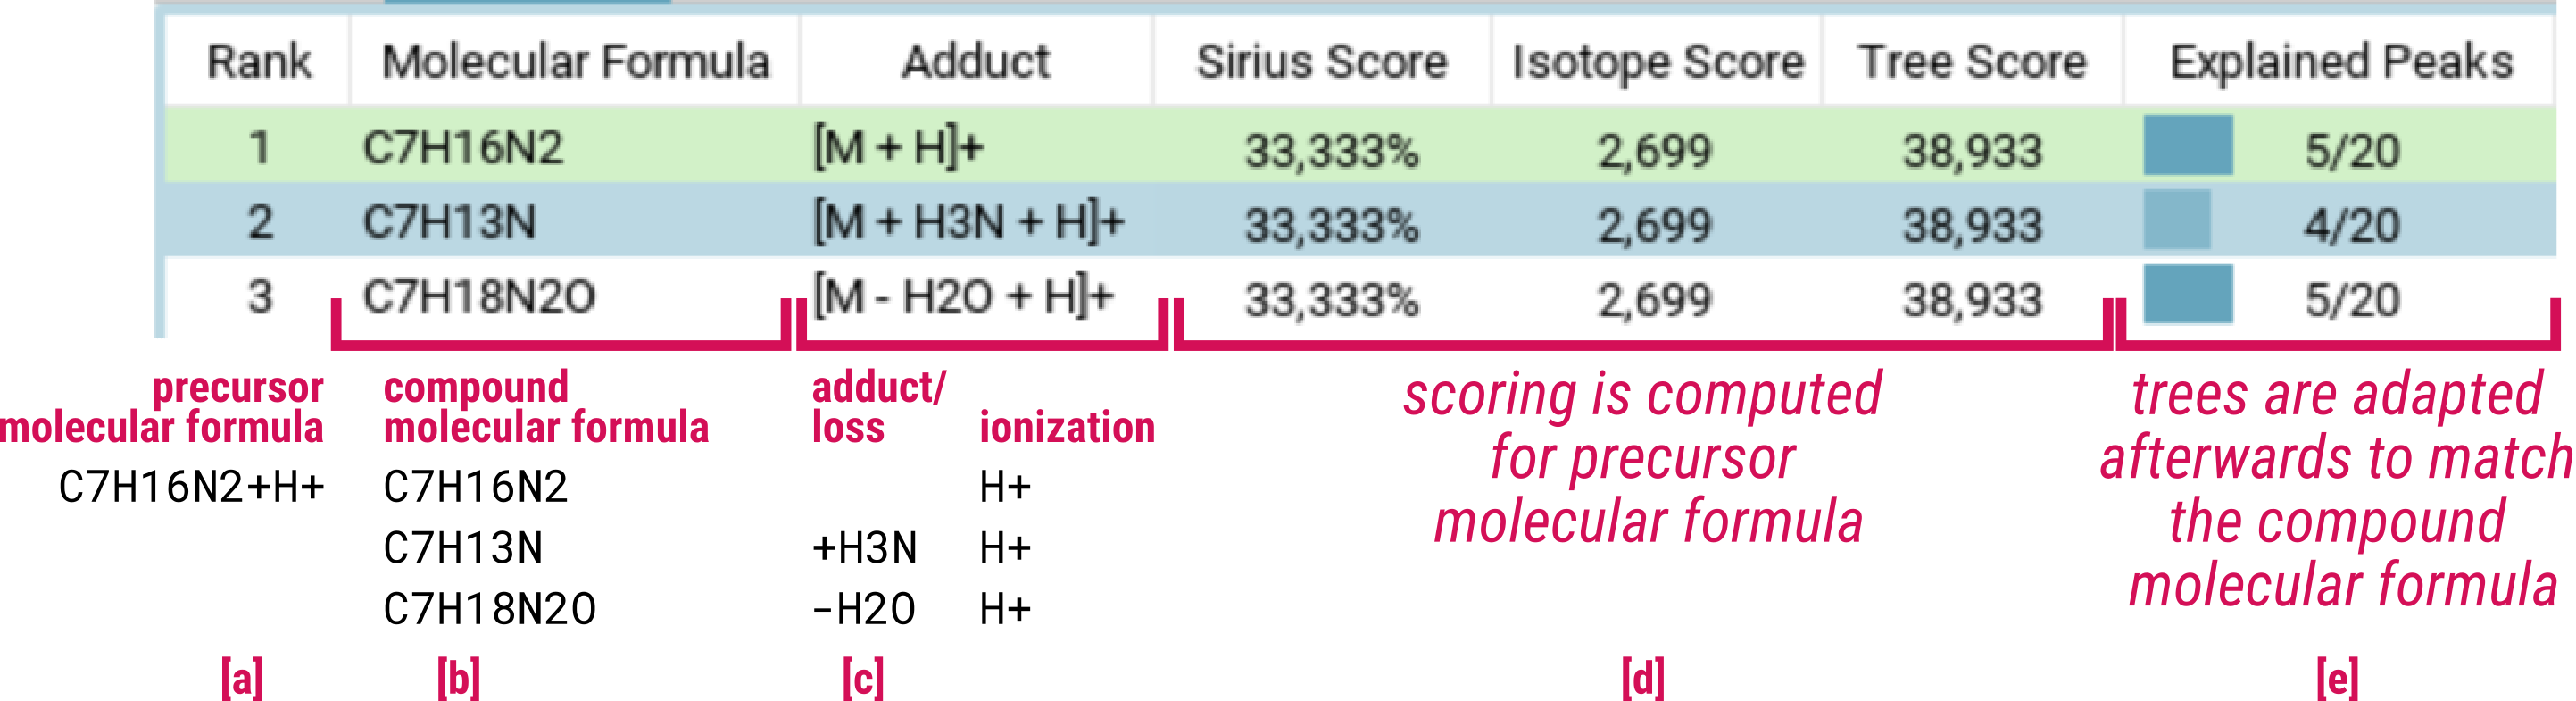 Rank Molecular Formula Adduct Sirius Score Isotope Score Tree Score Explained Peaks
1 C7H16N2 [M + H]+ 33,333% 2,699 38,933 5/20
2 C7H13N [M + H3N + H]+ 33,333% 2,699 38,933 4/20
3 C7H18N2O [M - H2O + H]+ 33,333% 2,699 38,933 5/20
precursor
molecular formula
compound
molecular formula
adduct/
loss
ionization
C7H16N2+H+ C7H16N2 H+
C7H13N +H3N H+
C7H18N2O −H2O H+
scoring is computed
for precursor
molecular formula
trees are adapted
afterwards to match
the compound
molecular formula
[a] [b] [c] [d] [e]